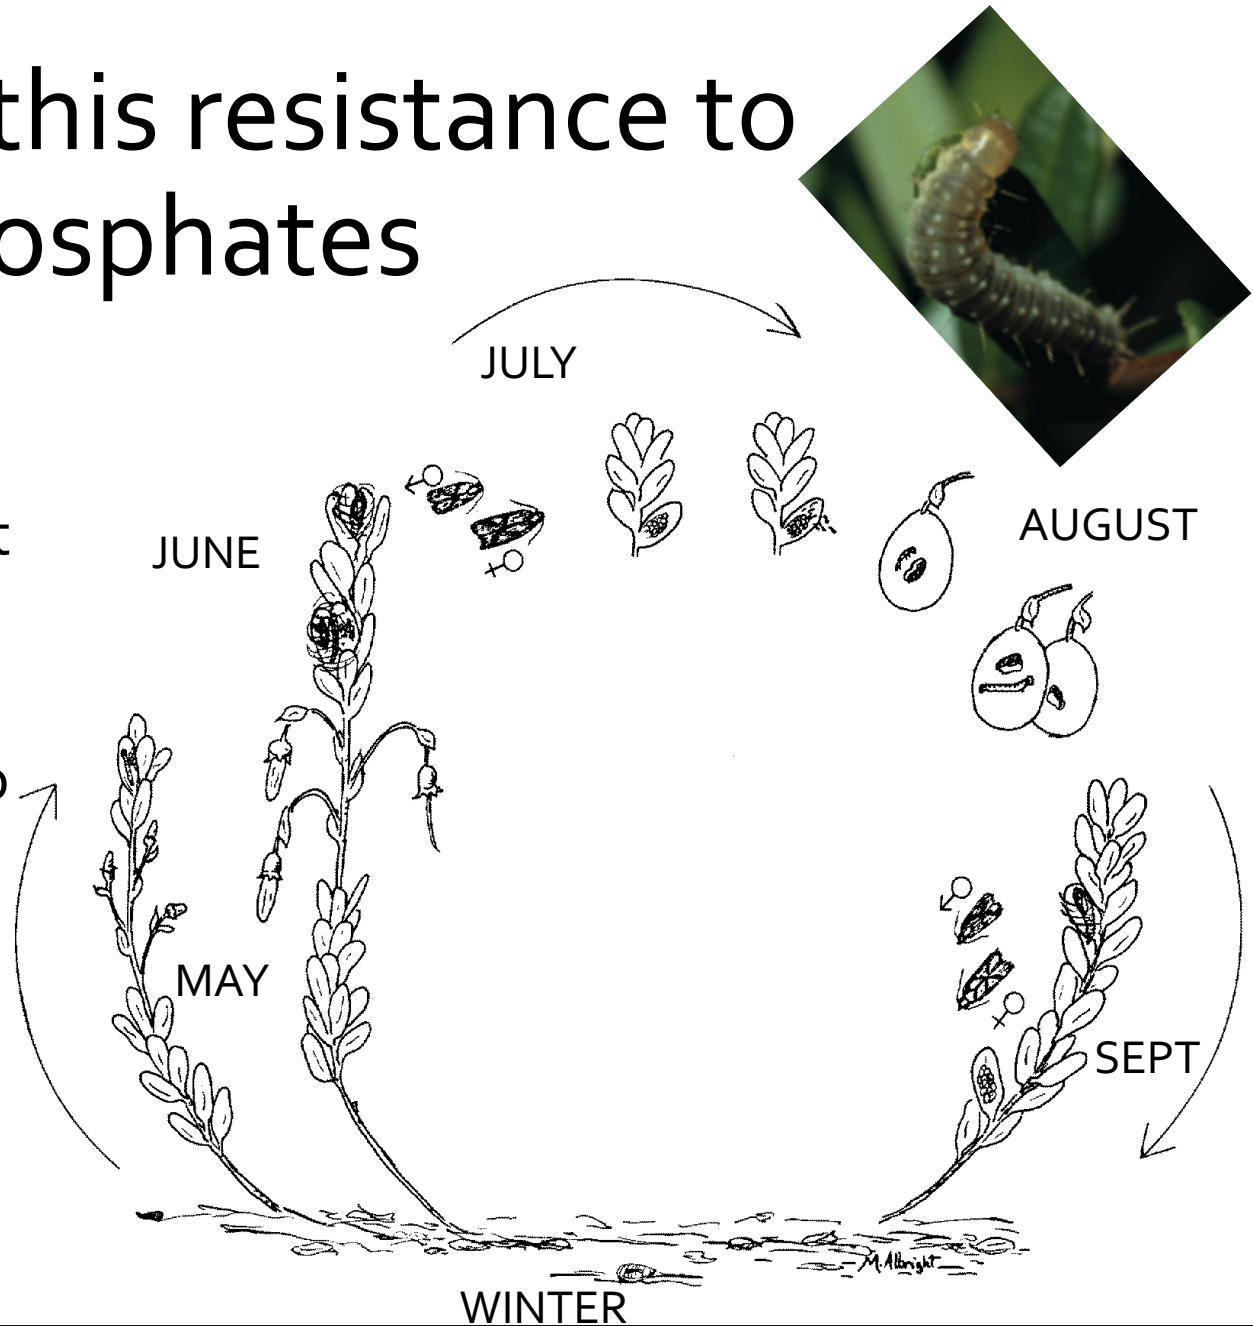 this resistance to
osphates
JULY
AUGUST
t
JUNE
o
MAY
SEPT
M. Albright
WINTER